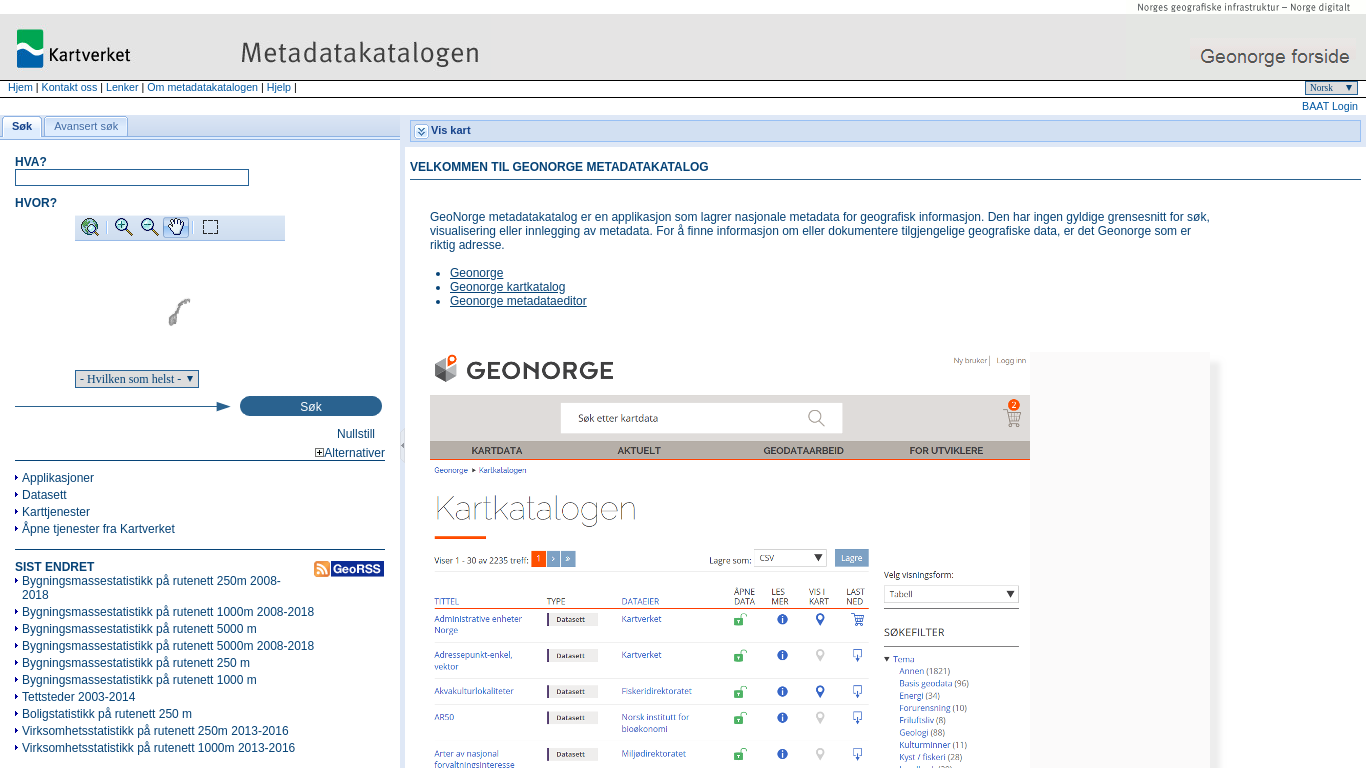 Norges geografiske infrastruktur – Norge digitalt
Kartverket
Metadatakatalogen
Geonorge forside
Hjem | Kontakt oss | Lenker | Om metadatakatalogen | Hjelp |
Norsk
BAAT Login
Søk
Avansert søk
HVA?
HVOR?
- Hvilken som helst -
Søk
Nullstill
Alternativer
Applikasjoner
Datasett
Karttjenester
Åpne tjenester fra Kartverket
SIST ENDRET
GeoRSS
Bygningsmassestatistikk på rutenett 250m 2008-
2018
Bygningsmassestatistikk på rutenett 1000m 2008-2018
Bygningsmassestatistikk på rutenett 5000 m
Bygningsmassestatistikk på rutenett 5000m 2008-2018
Bygningsmassestatistikk på rutenett 250 m
Bygningsmassestatistikk på rutenett 1000 m
Tettsteder 2003-2014
Boligstatistikk på rutenett 250 m
Virksomhetsstatistikk på rutenett 250m 2013-2016
Virksomhetsstatistikk på rutenett 1000m 2013-2016
Vis kart
VELKOMMEN TIL GEONORGE METADATAKATALOG
GeoNorge metadatakatalog er en applikasjon som lagrer nasjonale metadata for geografisk informasjon. Den har ingen gyldige grensesnitt for søk,
visualisering eller innlegging av metadata. For å finne informasjon om eller dokumentere tilgjengelige geografiske data, er det Geonorge som er
riktig adresse.
Geonorge
Geonorge kartkatalog
Geonorge metadataeditor
GEONORGE
Ny bruker | Logg inn
Søk etter kartdata
2
KARTDATA AKTUELT GEODATAARBEID FOR UTVIKLERE
Geonorge Kartkatalogen
Kartkatalogen
Viser 1 - 30 av 2235 treff: 1 › »
Lagre som: CSV Lagre
TITTEL TYPE DATAEIER ÅPNE DATA LES MER VIS I KART LAST NED
Administrative enheter Norge Datasett Kartverket
Adressepunkt-enkel, vektor Datasett Kartverket
Akvakulturlokaliteter Datasett Fiskeridirektoratet
AR50 Datasett Norsk institutt for bioøkonomi
Arter av nasjonal forvaltningsinteresse Datasett Miljødirektoratet
Velg visningsform:
Tabell
SØKEFILTER
Tema
Annen (1821)
Basis geodata (96)
Energi (34)
Forurensning (10)
Friluftsliv (8)
Geologi (88)
Kulturminner (11)
Kyst / fiskeri (28)